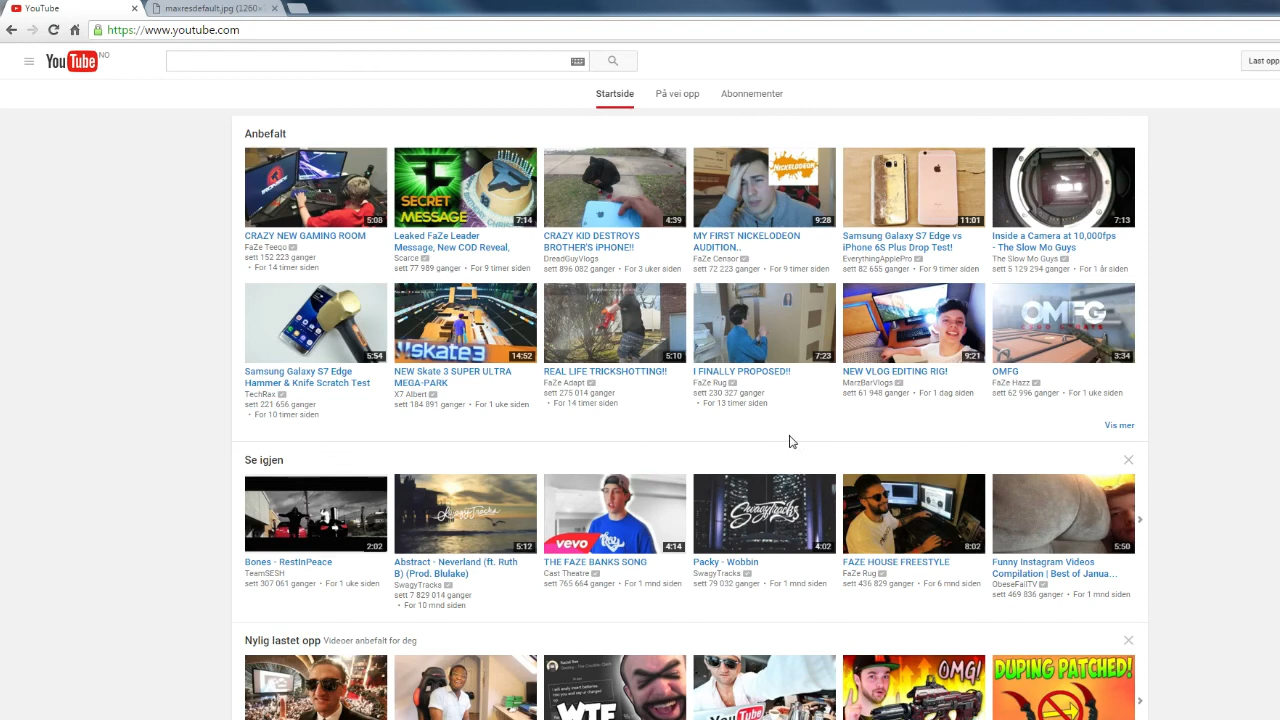 YouTube
maxresdefault.jpg (1260×
https://www.youtube.com
YouTube NO
Last opp
Startside
På vei opp
Abonnementer
Anbefalt
5:08
SECRET
MESSAGE
7:14
4:39
NICKELODEON
9:28
11:01
7:13
CRAZY NEW GAMING ROOM
FaZe Teeqo
sett 152 223 ganger
• For 14 timer siden
Leaked FaZe Leader
Message, New COD Reveal,
Scarce
sett 77 989 ganger • For 9 timer siden
CRAZY KID DESTROYS
BROTHER'S iPHONE!!
DreadGuyVlogs
sett 896 082 ganger • For 3 uker siden
MY FIRST NICKELODEON
AUDITION..
FaZe Censor
sett 72 223 ganger • For 9 timer siden
Samsung Galaxy S7 Edge vs
iPhone 6S Plus Drop Test!
EverythingApplePro
sett 82 655 ganger • For 9 timer siden
Inside a Camera at 10,000fps
- The Slow Mo Guys
The Slow Mo Guys
sett 5 129 294 ganger • For 1 år siden
5:54
Skate3
14:52
5:10
7:23
9:21
OMFG
3:34
Samsung Galaxy S7 Edge
Hammer & Knife Scratch Test
TechRax
sett 221 656 ganger
• For 10 timer siden
NEW Skate 3 SUPER ULTRA
MEGA-PARK
X7 Albert
sett 184 891 ganger • For 1 uke siden
REAL LIFE TRICKSHOTTING!!
FaZe Adapt
sett 275 014 ganger
• For 14 timer siden
I FINALLY PROPOSED!!
FaZe Rug
sett 230 327 ganger
• For 13 timer siden
NEW VLOG EDITING RIG!
MarzBarVlogs
sett 61 948 ganger • For 1 dag siden
OMFG
FaZe Hazz
sett 62 996 ganger • For 1 uke siden
Vis mer
Se igjen
2:02
SwagyTracks
5:12
vevo
4:14
SwagyTracks
4:02
8:02
5:50
Bones - RestInPeace
TeamSESH
sett 307 061 ganger • For 1 uke siden
Abstract - Neverland (ft. Ruth
B) (Prod. Blulake)
SwagyTracks
sett 7 829 014 ganger
• For 10 mnd siden
THE FAZE BANKS SONG
Cast Theatre
sett 765 664 ganger • For 1 mnd siden
Packy - Wobbin
SwagyTracks
sett 79 032 ganger • For 1 mnd siden
FAZE HOUSE FREESTYLE
FaZe Rug
sett 436 829 ganger • For 6 mnd siden
Funny Instagram Videos
Compilation | Best of Janua...
ObeseFailTV
sett 469 836 ganger • For 1 mnd siden
Nylig lastet opp Videoer anbefalt for deg
WTF
YouTube
OMG!
DUPING PATCHED!